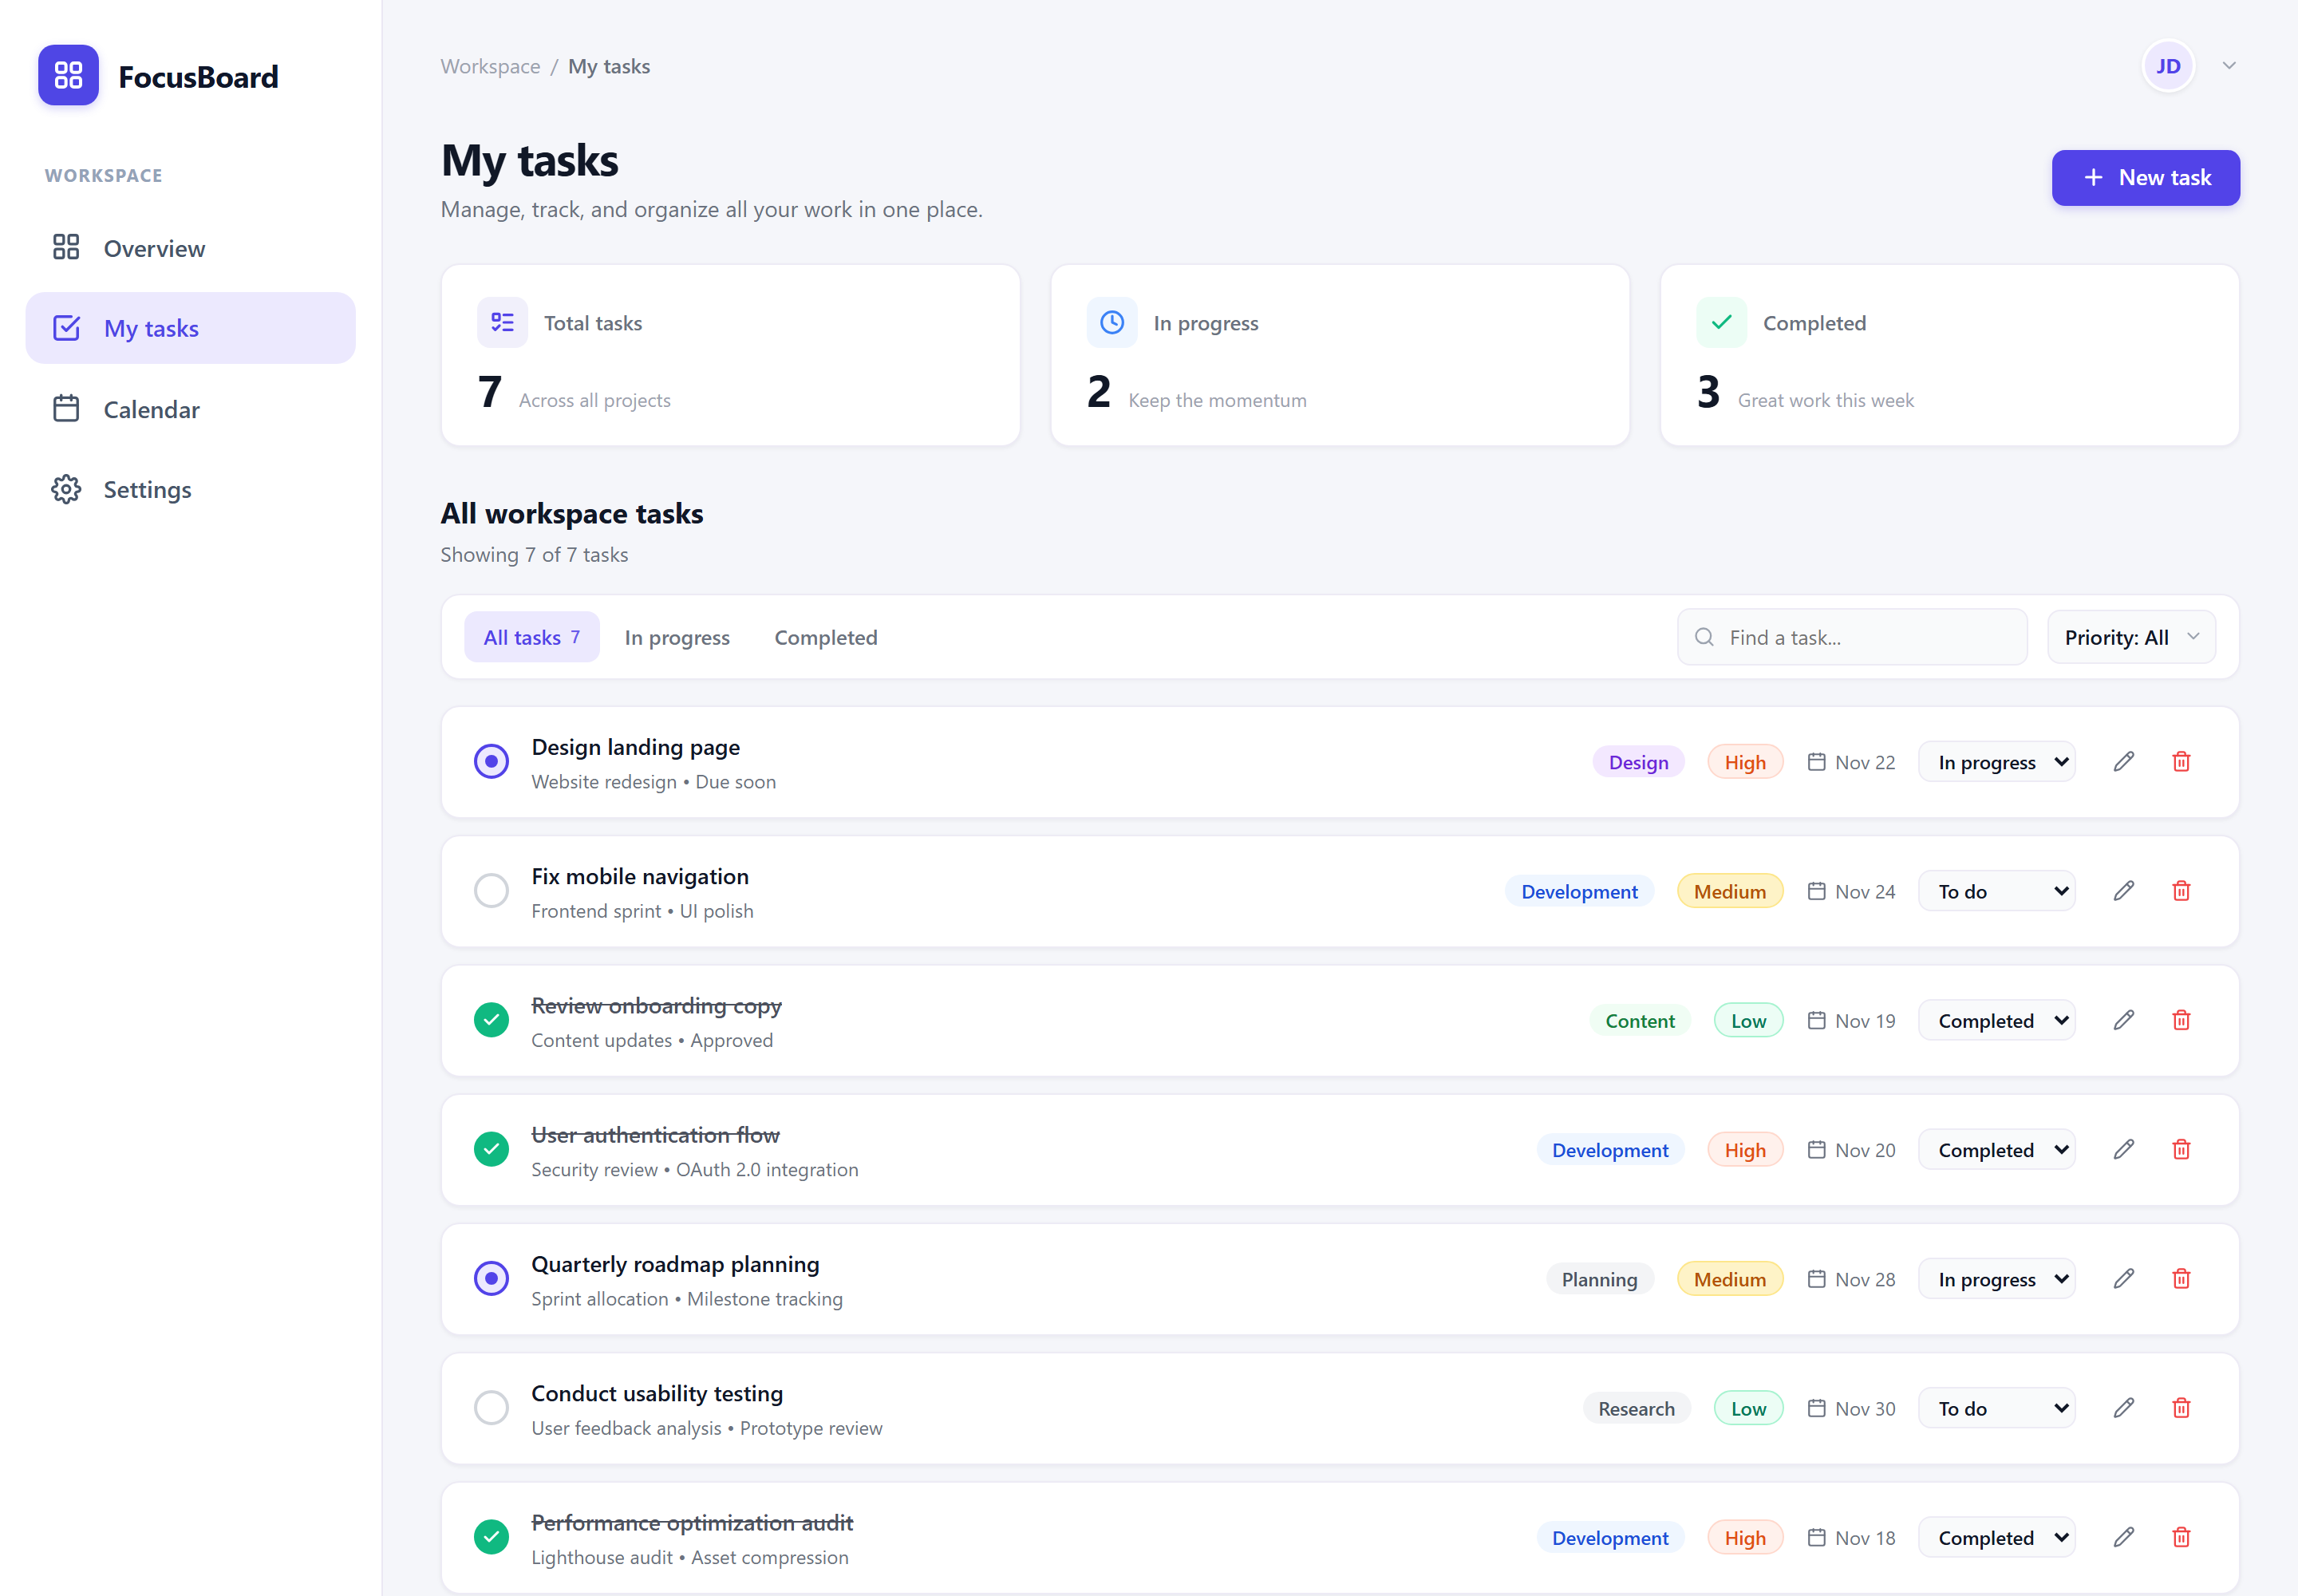 FocusBoard
WORKSPACE
Overview
My tasks
Calendar
Settings
Workspace / My tasks
JD
My tasks
Manage, track, and organize all your work in one place.
New task
Total tasks
7 Across all projects
In progress
2 Keep the momentum
Completed
3 Great work this week
All workspace tasks
Showing 7 of 7 tasks
All tasks 7 In progress Completed Find a task... Priority: All
Design landing page
Website redesign • Due soon
Design High Nov 22 In progress
Fix mobile navigation
Frontend sprint • UI polish
Development Medium Nov 24 To do
Review onboarding copy
Content updates • Approved
Content Low Nov 19 Completed
User authentication flow
Security review • OAuth 2.0 integration
Development High Nov 20 Completed
Quarterly roadmap planning
Sprint allocation • Milestone tracking
Planning Medium Nov 28 In progress
Conduct usability testing
User feedback analysis • Prototype review
Research Low Nov 30 To do
Performance optimization audit
Lighthouse audit • Asset compression
Development High Nov 18 Completed